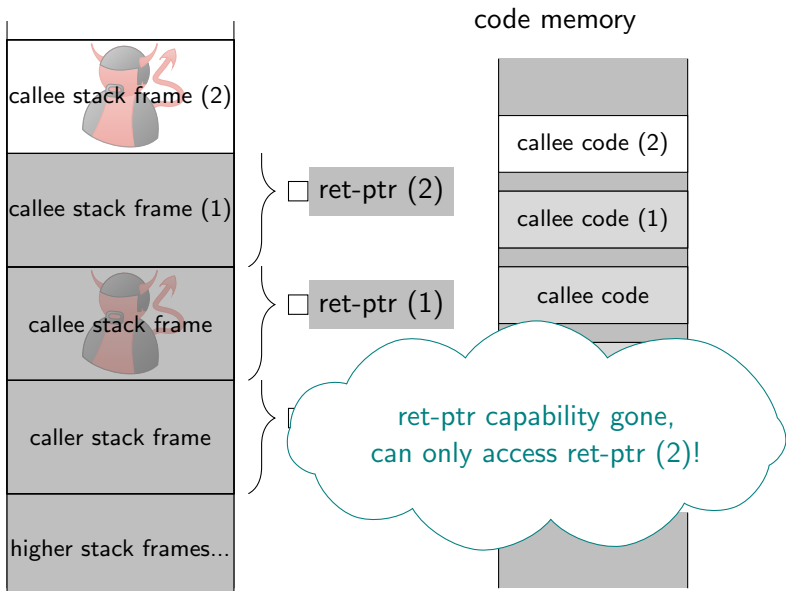 code memory
callee stack frame (2)
callee code (2)
ret-ptr (2)
callee stack frame (1)
callee code (1)
ret-ptr (1)
callee code
callee stack frame
ret-ptr capability gone,
can only access ret-ptr (2)!
caller stack frame
higher stack frames...